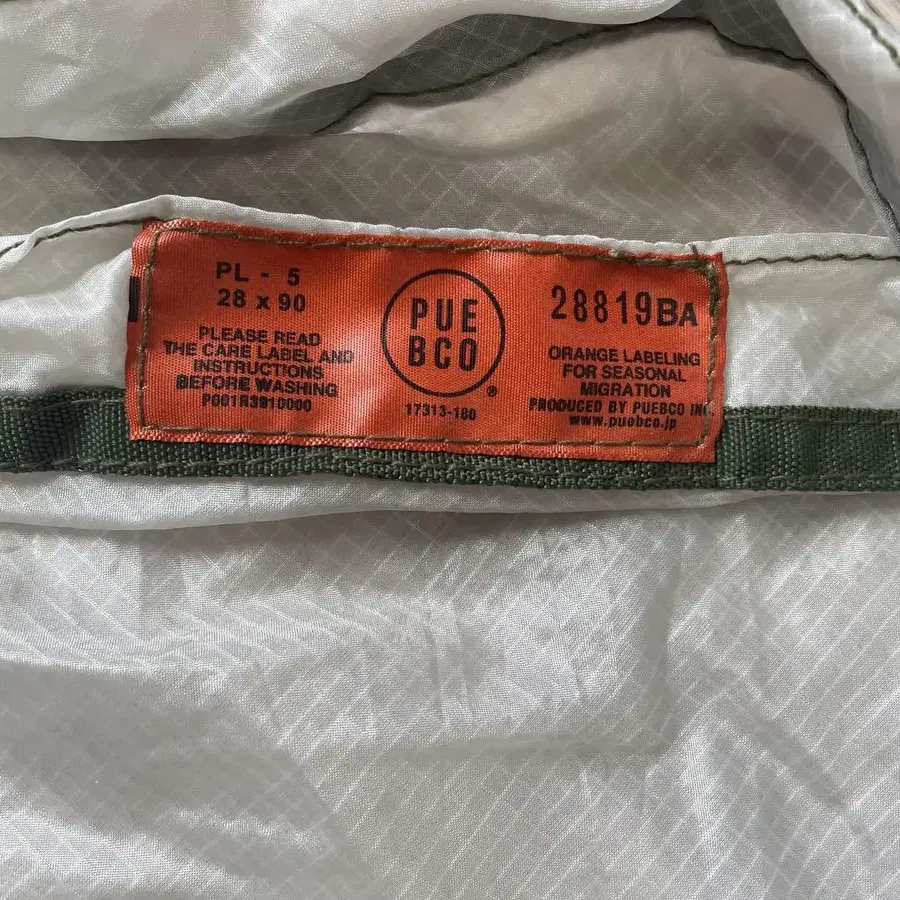 PL - 5
28 x 90
PLEASE READ
THE CARE LABEL AND
INSTRUCTIONS
BEFORE WASHING
P001R3910000
PUE
BCO
®
17313-180
28819BA
ORANGE LABELING
FOR SEASONAL
MIGRATION
PRODUCED BY PUEBCO INC.
www.puebco.jp